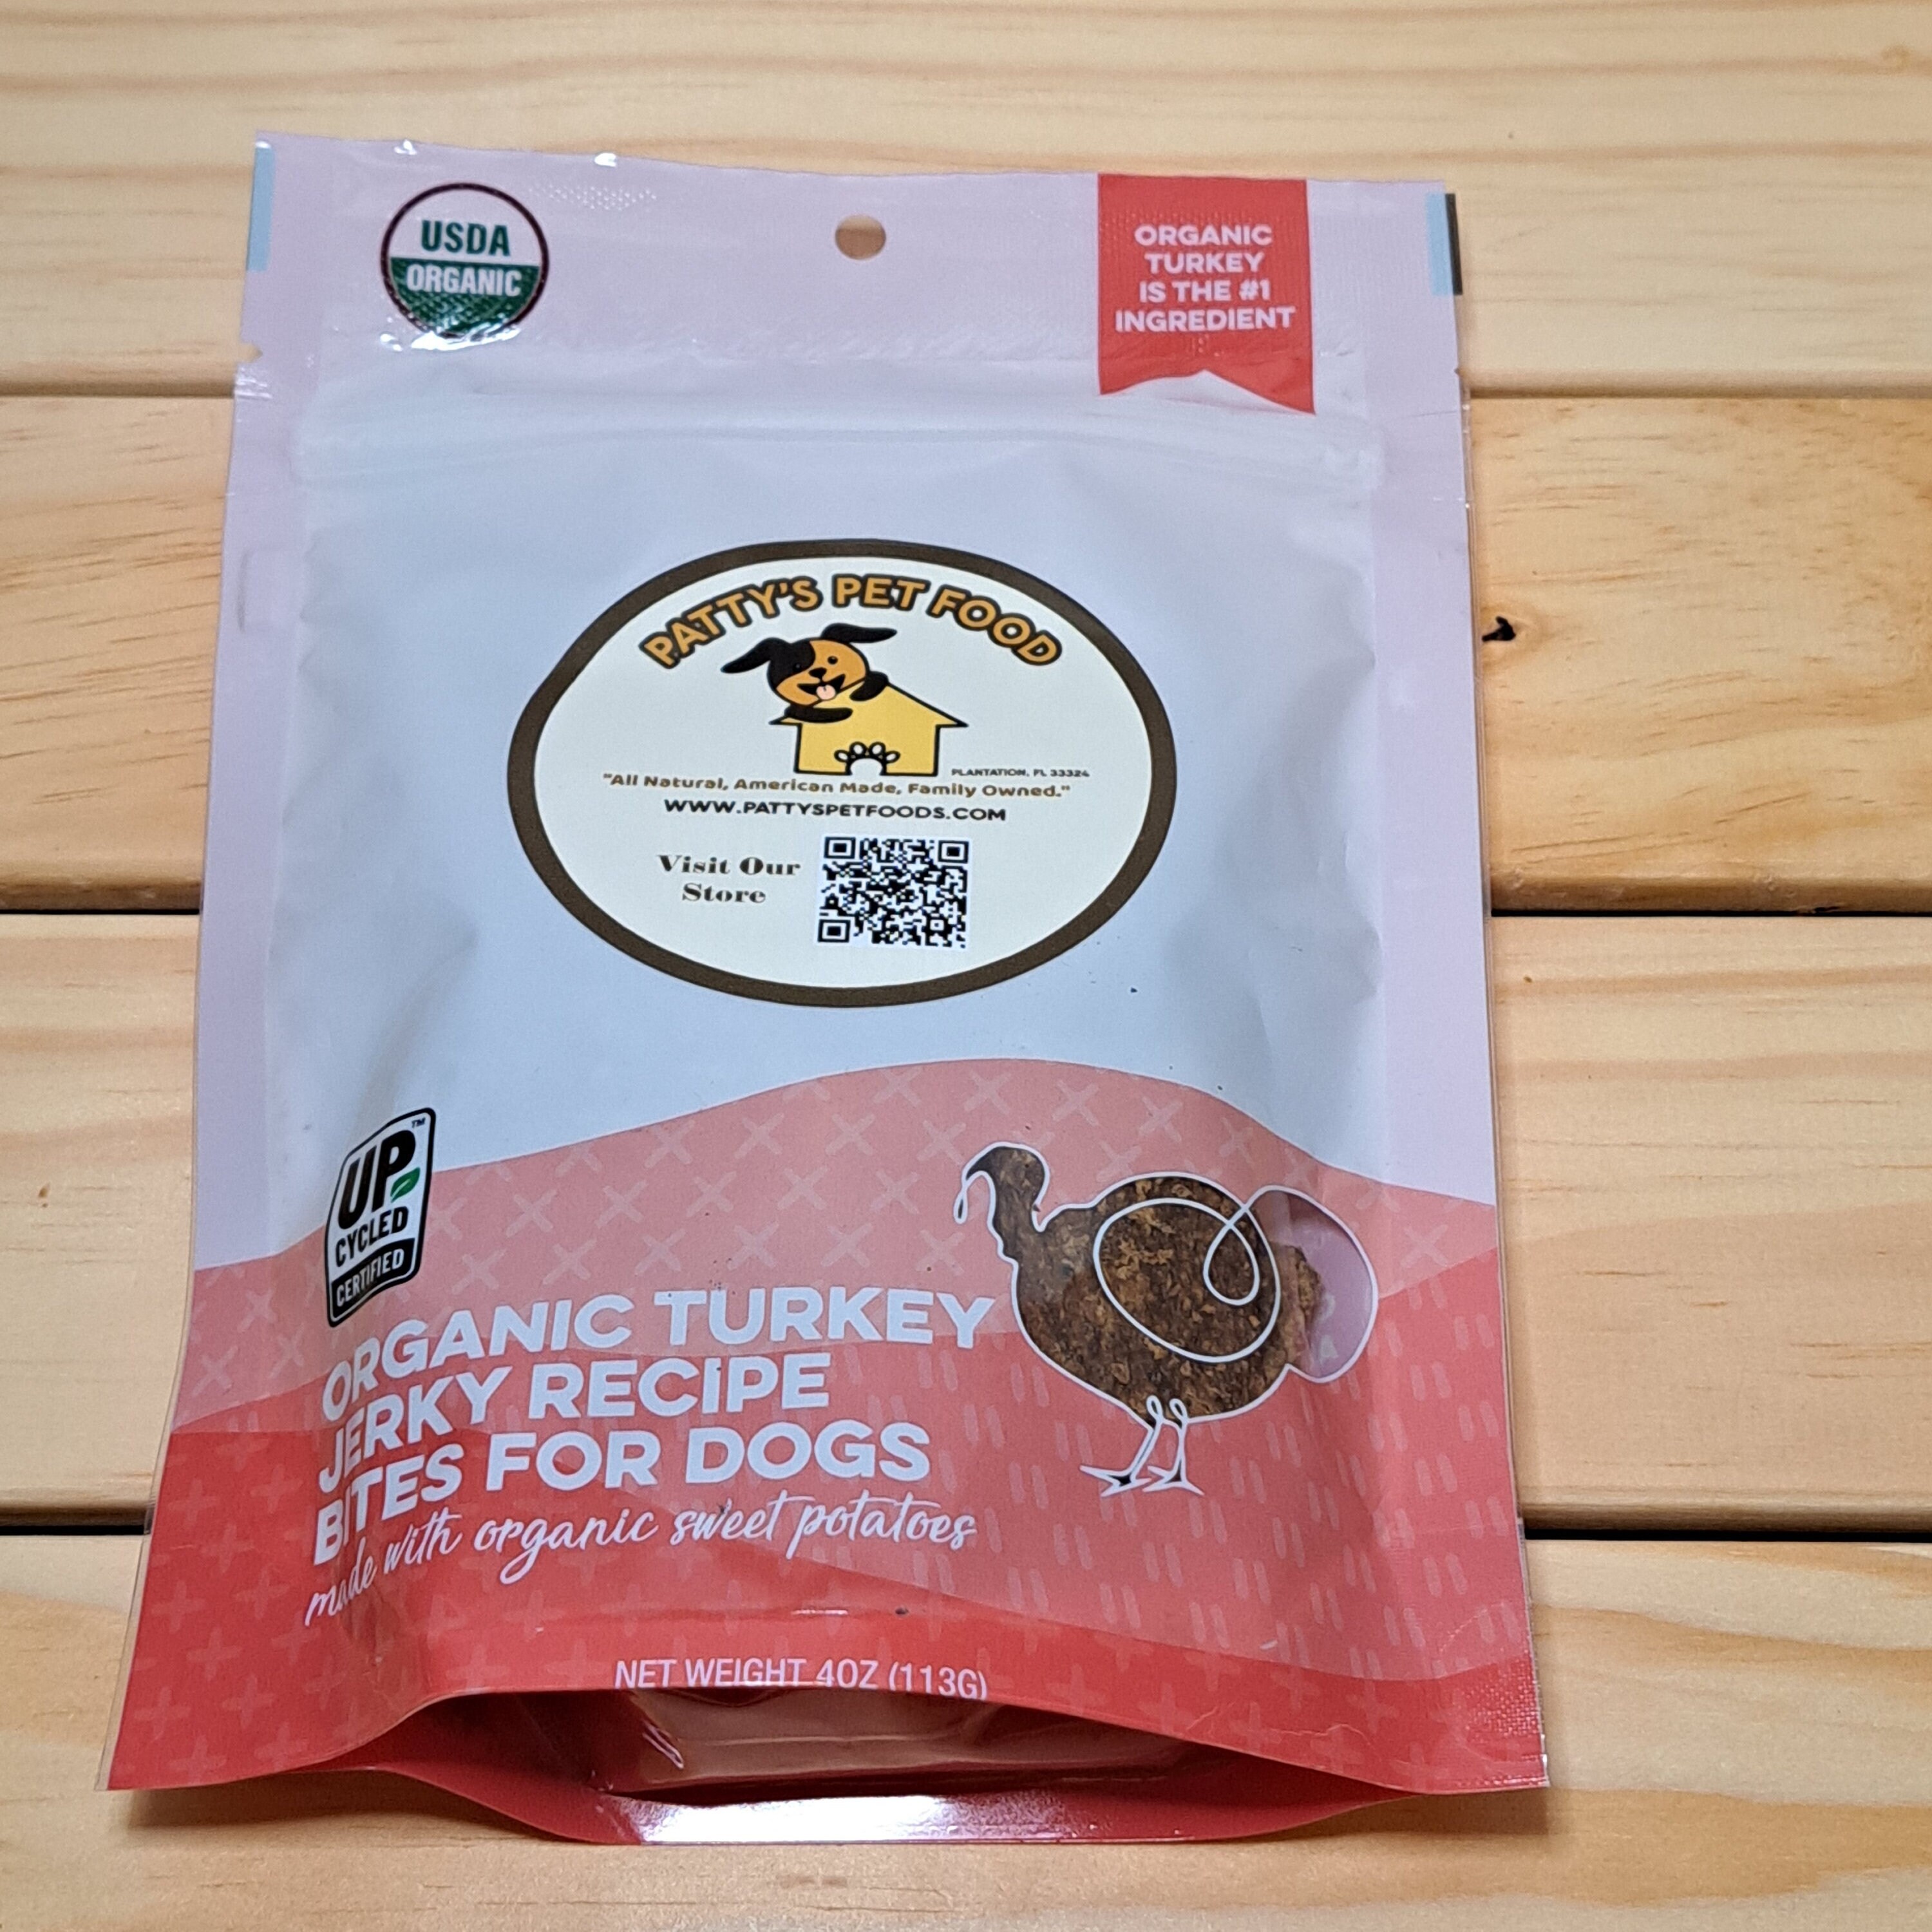 USDA
ORGANIC
ORGANIC
TURKEY
IS THE #1
INGREDIENT
PATTY'S PET FOOD
PLANTATION, FL 33324
"All Natural, American Made, Family Owned."
WWW.PATTYSPETFOODS.COM
Visit Our
Store
UP™
CYCLED
CERTIFIED
ORGANIC TURKEY
JERKY RECIPE
BITES FOR DOGS
made with organic sweet potatoes
NET WEIGHT 4OZ (113G)